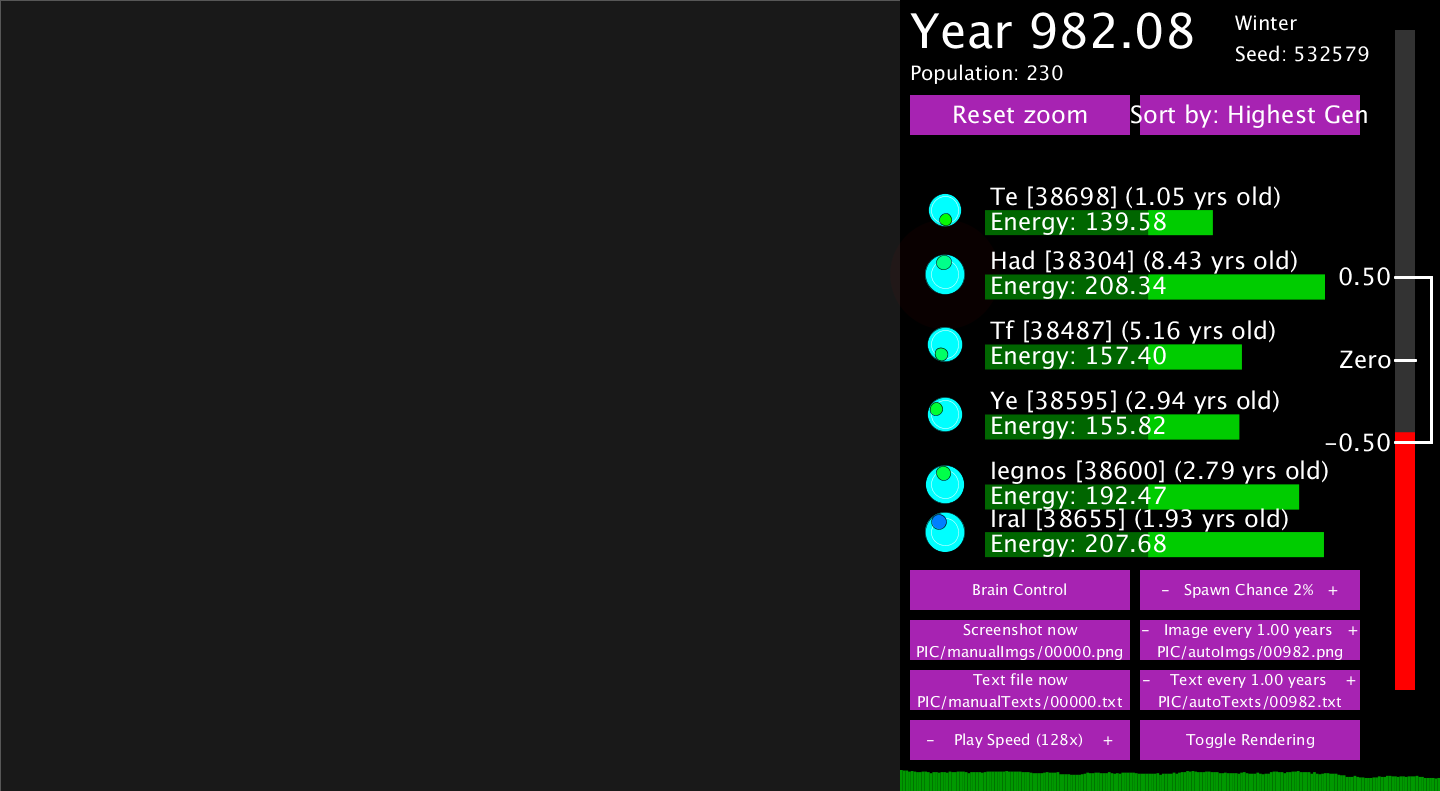 Year 982.08
Winter
Seed: 532579
Population: 230
Reset zoom
Sort by: Highest Gen
Te [38698] (1.05 yrs old)
Energy: 139.58
Had [38304] (8.43 yrs old)
Energy: 208.34
0.50
Tf [38487] (5.16 yrs old)
Energy: 157.40
Zero
Ye [38595] (2.94 yrs old)
Energy: 155.82
-0.50
Iegnos [38600] (2.79 yrs old)
Energy: 192.47
Iral [38655] (1.93 yrs old)
Energy: 207.68
Brain Control
- Spawn Chance 2% +
Screenshot now
PIC/manualImgs/00000.png
- Image every 1.00 years +
PIC/autoImgs/00982.png
Text file now
PIC/manualTexts/00000.txt
- Text every 1.00 years +
PIC/autoTexts/00982.txt
- Play Speed (128x) +
Toggle Rendering